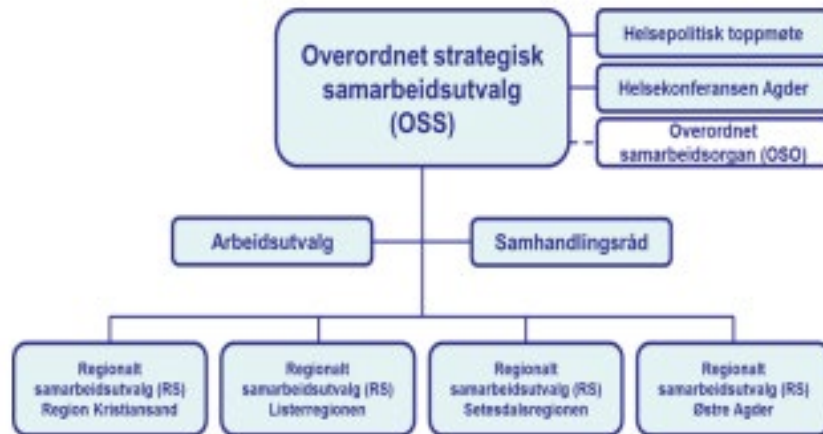 Overordnet strategisk
samarbeidsutvalg
(OSS)
Helsepolitisk toppmøte
Helsekonferansen Agder
Overordnet
samarbeidsorgan (OSO)
Arbeidsutvalg
Samhandlingsråd
Regionalt
samarbeidsutvalg (RS)
Region Kristiansand
Regionalt
samarbeidsutvalg (RS)
Listerregionen
Regionalt
samarbeidsutvalg (RS)
Setesdalsregionen
Regionalt
samarbeidsutvalg (RS)
Østre Agder